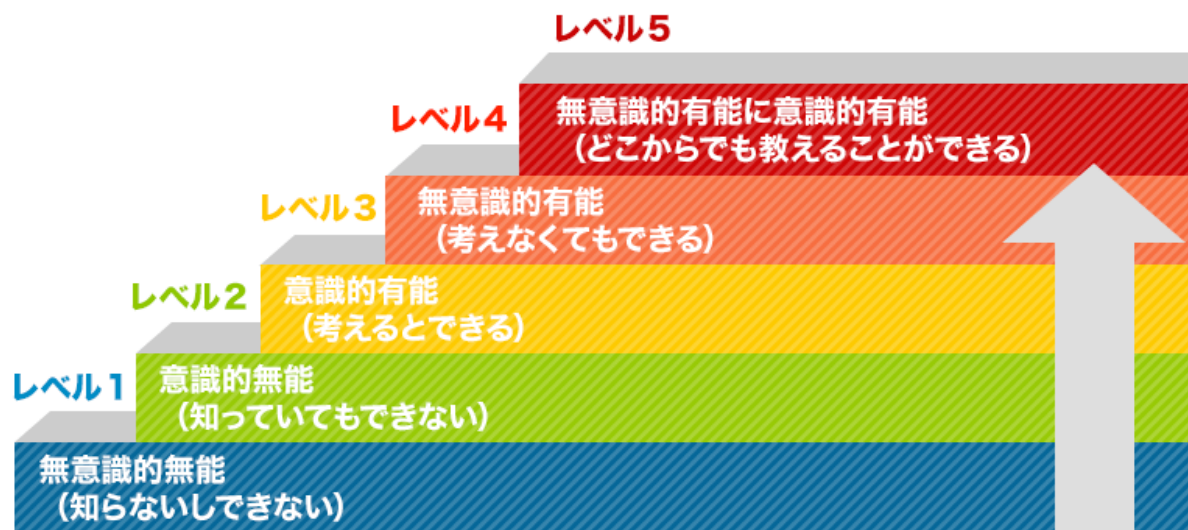 レベル5
無意識的有能に意識的有能
（どこからでも教えることができる）
レベル4
無意識的有能
（考えなくてもできる）
レベル3
意識的有能
（考えるとできる）
レベル2
意識的無能
（知っていてもできない）
レベル1
無意識的無能
（知らないしできない）